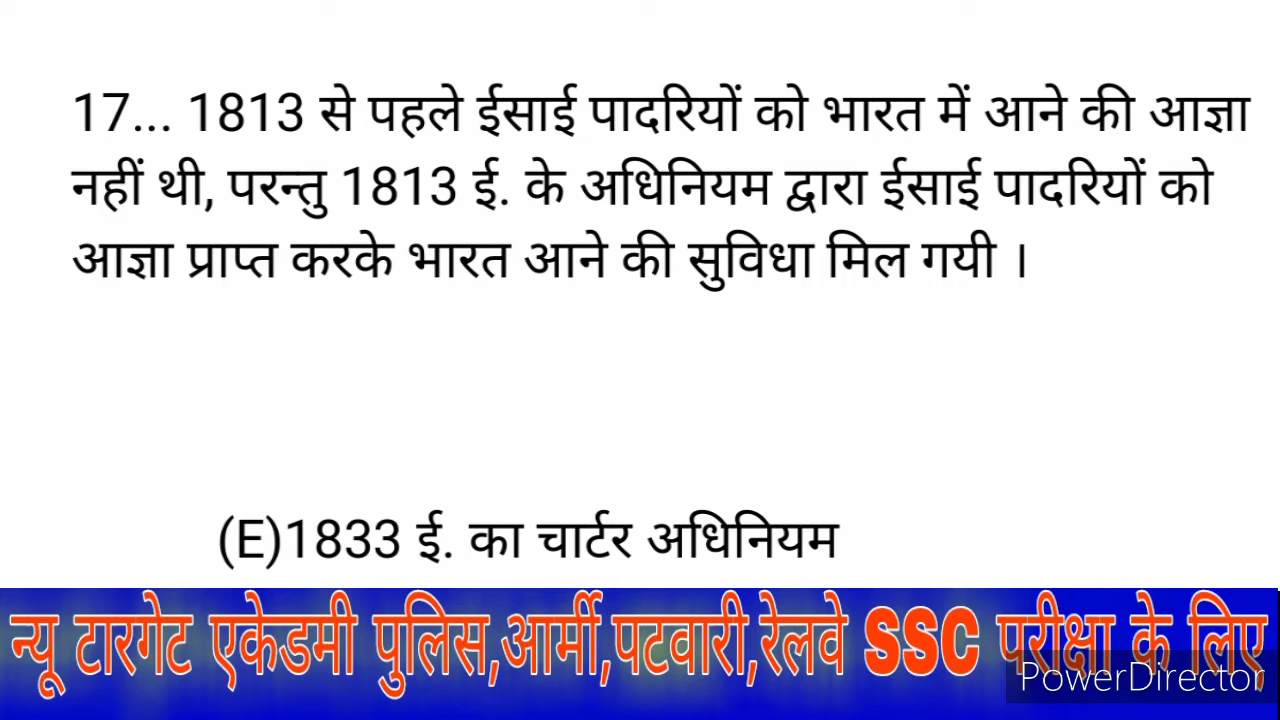 17... 1813 से पहले ईसाई पादरियों को भारत में आने की आज्ञा
नहीं थी, परन्तु 1813 ई. के अधिनियम द्वारा ईसाई पादरियों को
आज्ञा प्राप्त करके भारत आने की सुविधा मिल गयी ।
(E)1833 ई. का चार्टर अधिनियम
न्यू टारगेट एकेडमी पुलिस,आर्मी,पटवारी,रेलवे SSC परीक्षा के लिए
PowerDirector